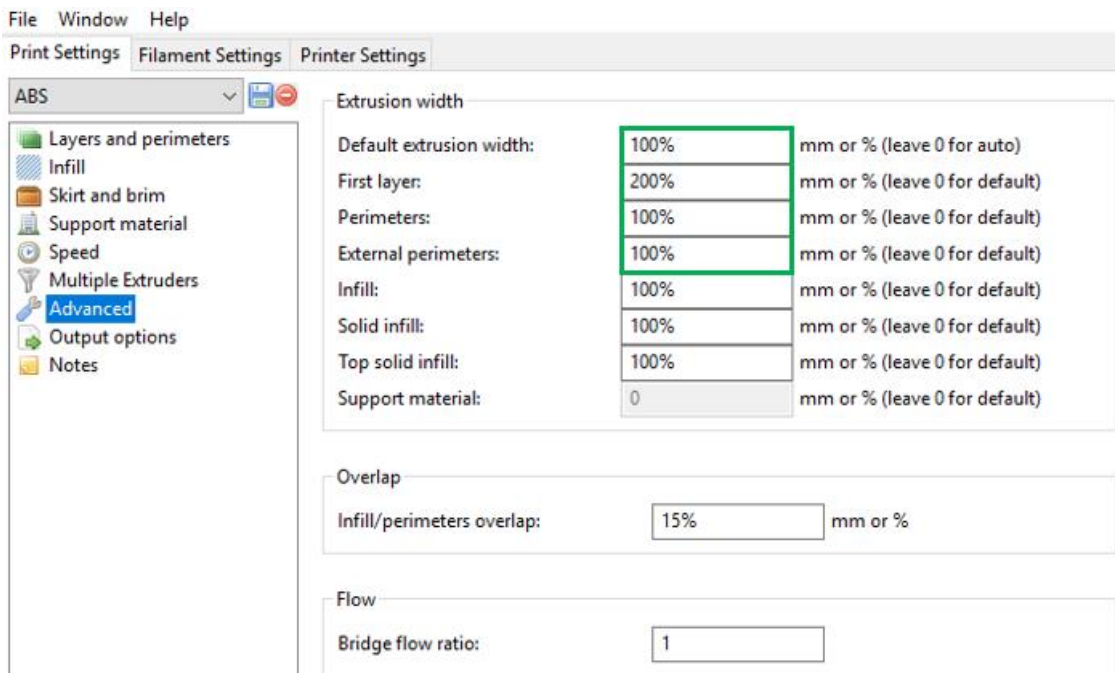 File Window Help
Print Settings Filament Settings Printer Settings
ABS
Layers and perimeters
Infill
Skirt and brim
Support material
Speed
Multiple Extruders
Advanced
Output options
Notes
Extrusion width
Default extrusion width: 100% mm or % (leave 0 for auto)
First layer: 200% mm or % (leave 0 for default)
Perimeters: 100% mm or % (leave 0 for default)
External perimeters: 100% mm or % (leave 0 for default)
Infill: 100% mm or % (leave 0 for default)
Solid infill: 100% mm or % (leave 0 for default)
Top solid infill: 100% mm or % (leave 0 for default)
Support material: 0 mm or % (leave 0 for default)
Overlap
Infill/perimeters overlap: 15% mm or %
Flow
Bridge flow ratio: 1